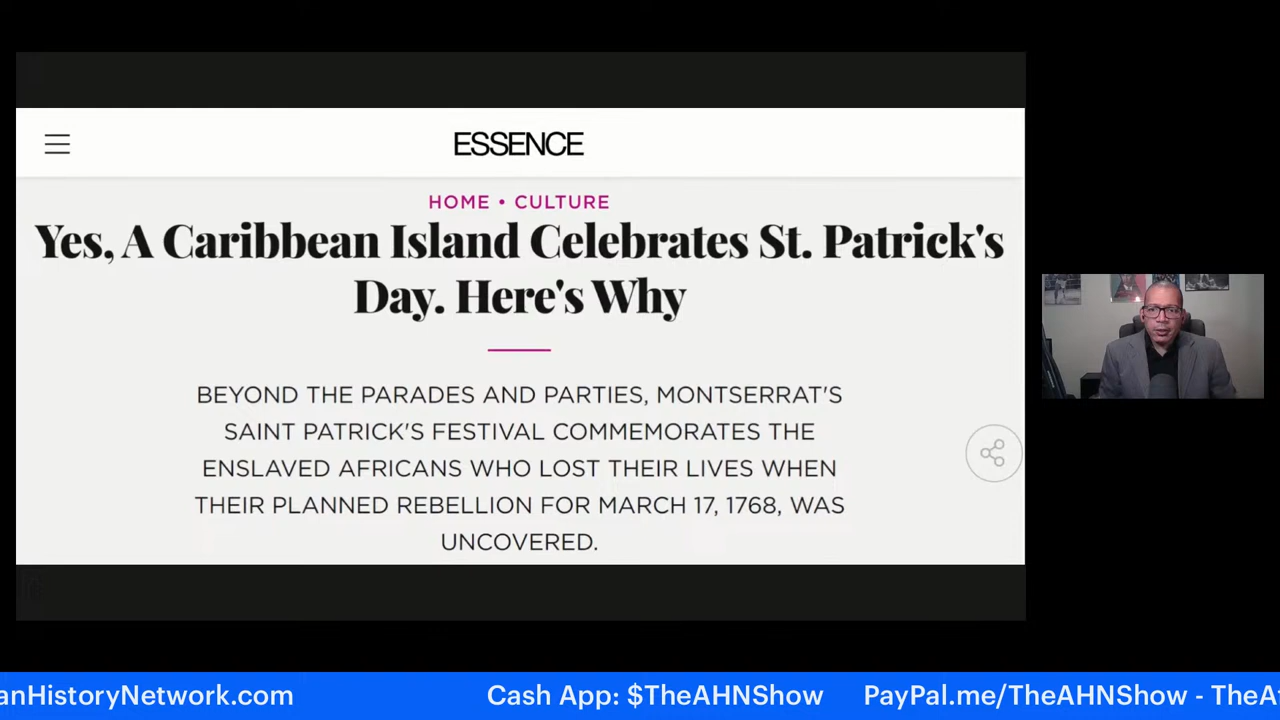 ESSENCE
HOME • CULTURE
Yes, A Caribbean Island Celebrates St. Patrick's
Day. Here's Why
BEYOND THE PARADES AND PARTIES, MONTSERRAT'S
SAINT PATRICK'S FESTIVAL COMMEMORATES THE
ENSLAVED AFRICANS WHO LOST THEIR LIVES WHEN
THEIR PLANNED REBELLION FOR MARCH 17, 1768, WAS
UNCOVERED.
anHistoryNetwork.com Cash App: $TheAHNShow PayPal.me/TheAHNShow - TheA